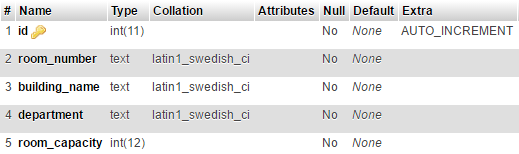 # Name Type Collation Attributes Null Default Extra
1 id int(11) No None AUTO_INCREMENT
2 room_number text latin1_swedish_ci No None
3 building_name text latin1_swedish_ci No None
4 department text latin1_swedish_ci No None
5 room_capacity int(12) No None